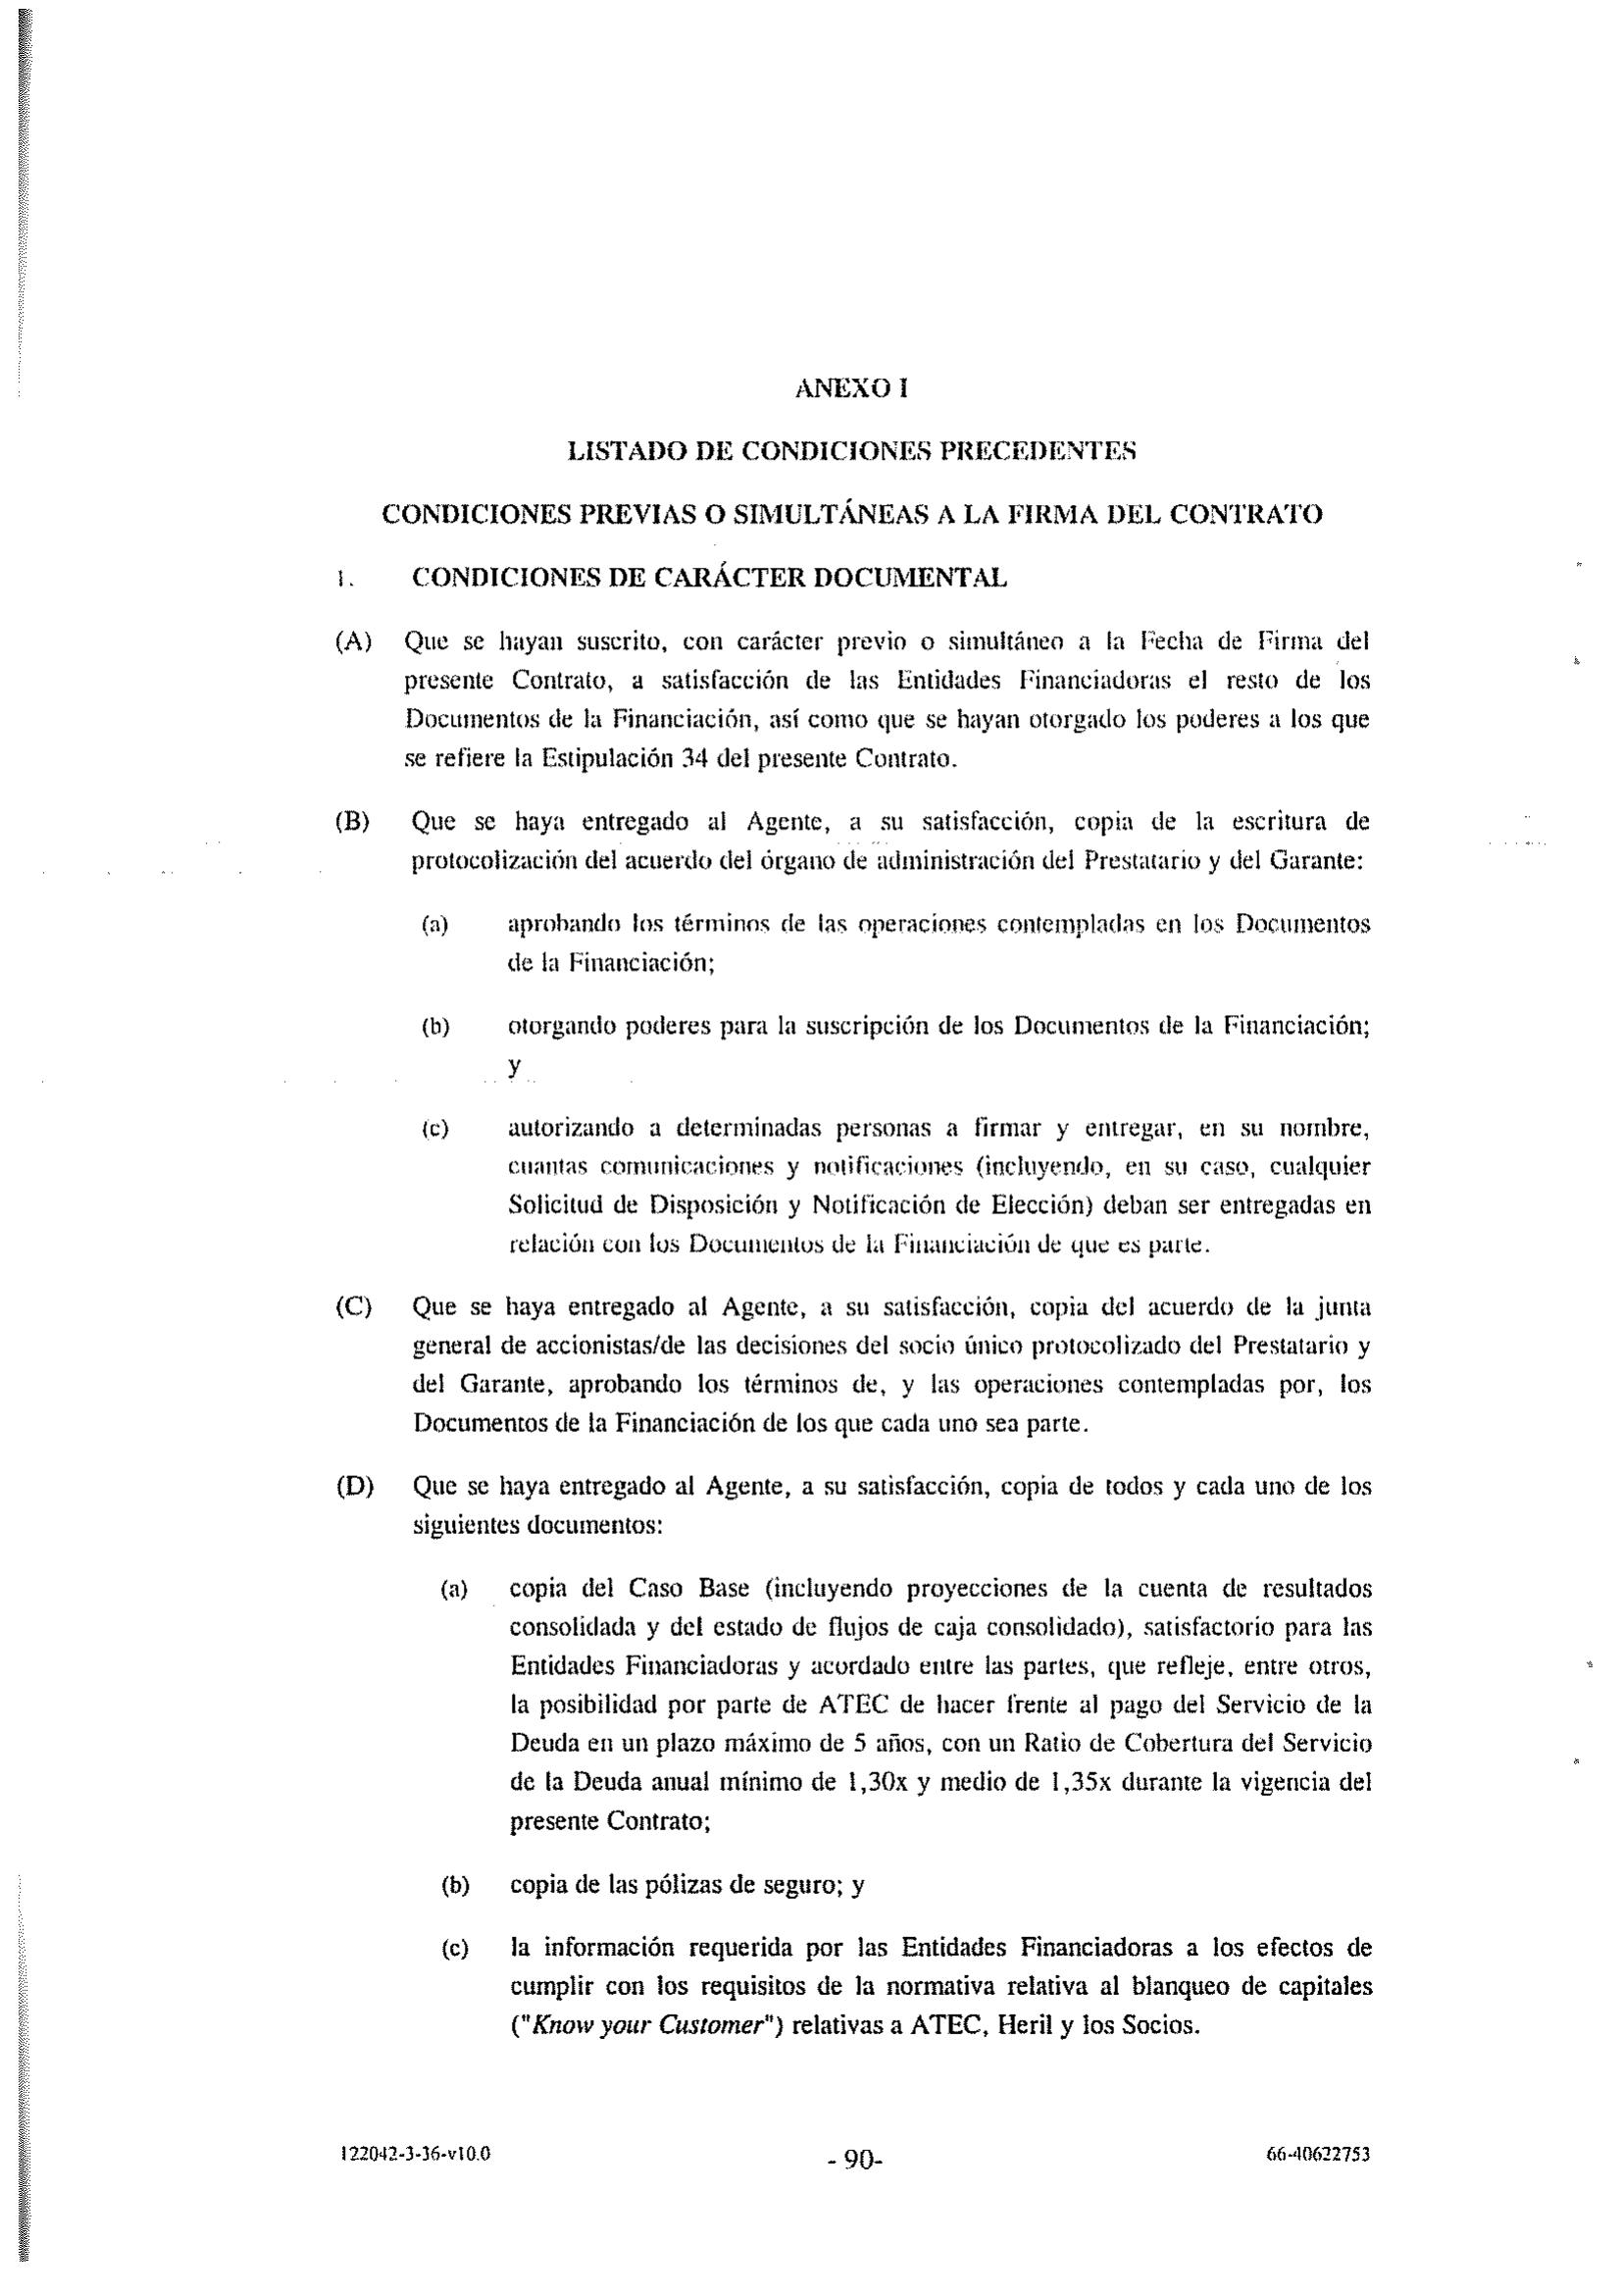 ANEXO I
LISTADO DE CONDICIONES PRECEDENTES
CONDICIONES PREVIAS O SIMULTÁNEAS A LA FIRMA DEL CONTRATO
1. CONDICIONES DE CARÁCTER DOCUMENTAL
(A) Que se hayan suscrito, con carácter previo o simultáneo a la Fecha de Firma del
presente Contrato, a satisfacción de las Entidades Financiadoras el resto de los
Documentos de la Financiación, así como que se hayan otorgado los poderes a los que
se refiere la Estipulación 34 del presente Contrato.
(B) Que se haya entregado al Agente, a su satisfacción, copia de la escritura de
protocolización del acuerdo del órgano de administración del Prestatario y del Garante:
(a) aprobando los términos de las operaciones contempladas en los Documentos
de la Financiación;
(b) otorgando poderes para la suscripción de los Documentos de la Financiación;
y
(c) autorizando a determinadas personas a firmar y entregar, en su nombre,
cuantas comunicaciones y notificaciones (incluyendo, en su caso, cualquier
Solicitud de Disposición y Notificación de Elección) deban ser entregadas en
relación con los Documentos de la Financiación de que es parte.
(C) Que se haya entregado al Agente, a su satisfacción, copia del acuerdo de la junta
general de accionistas/de las decisiones del socio único protocolizado del Prestatario y
del Garante, aprobando los términos de, y las operaciones contempladas por, los
Documentos de la Financiación de los que cada uno sea parte.
(D) Que se haya entregado al Agente, a su satisfacción, copia de todos y cada uno de los
siguientes documentos:
(a) copia del Caso Base (incluyendo proyecciones de la cuenta de resultados
consolidada y del estado de flujos de caja consolidado), satisfactorio para las
Entidades Financiadoras y acordado entre las partes, que refleje, entre otros,
la posibilidad por parte de ATEC de hacer frente al pago del Servicio de la
Deuda en un plazo máximo de 5 años, con un Ratio de Cobertura del Servicio
de la Deuda anual mínimo de 1,30x y medio de 1,35x durante la vigencia del
presente Contrato;
(b) copia de las pólizas de seguro; y
(c) la información requerida por las Entidades Financiadoras a los efectos de
cumplir con los requisitos de la normativa relativa al blanqueo de capitales
("Know your Customer") relativas a ATEC, Heril y los Socios.
122042-3-36-v10.0 - 90- 66-40622753